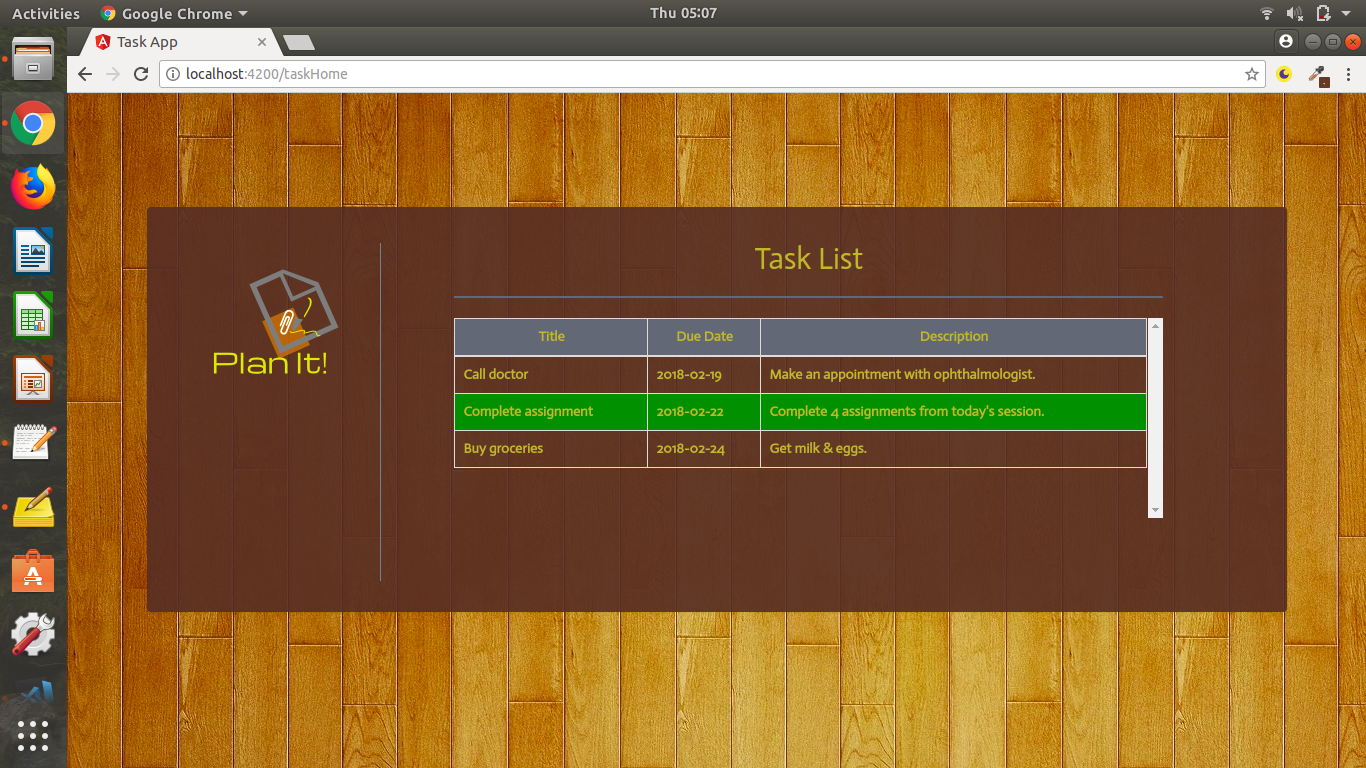 Activities Google Chrome Thu 05:07
Task App
localhost:4200/taskHome
Task List
Plan It!
Title Due Date Description
Call doctor 2018-02-19 Make an appointment with ophthalmologist.
Complete assignment 2018-02-22 Complete 4 assignments from today's session.
Buy groceries 2018-02-24 Get milk & eggs.